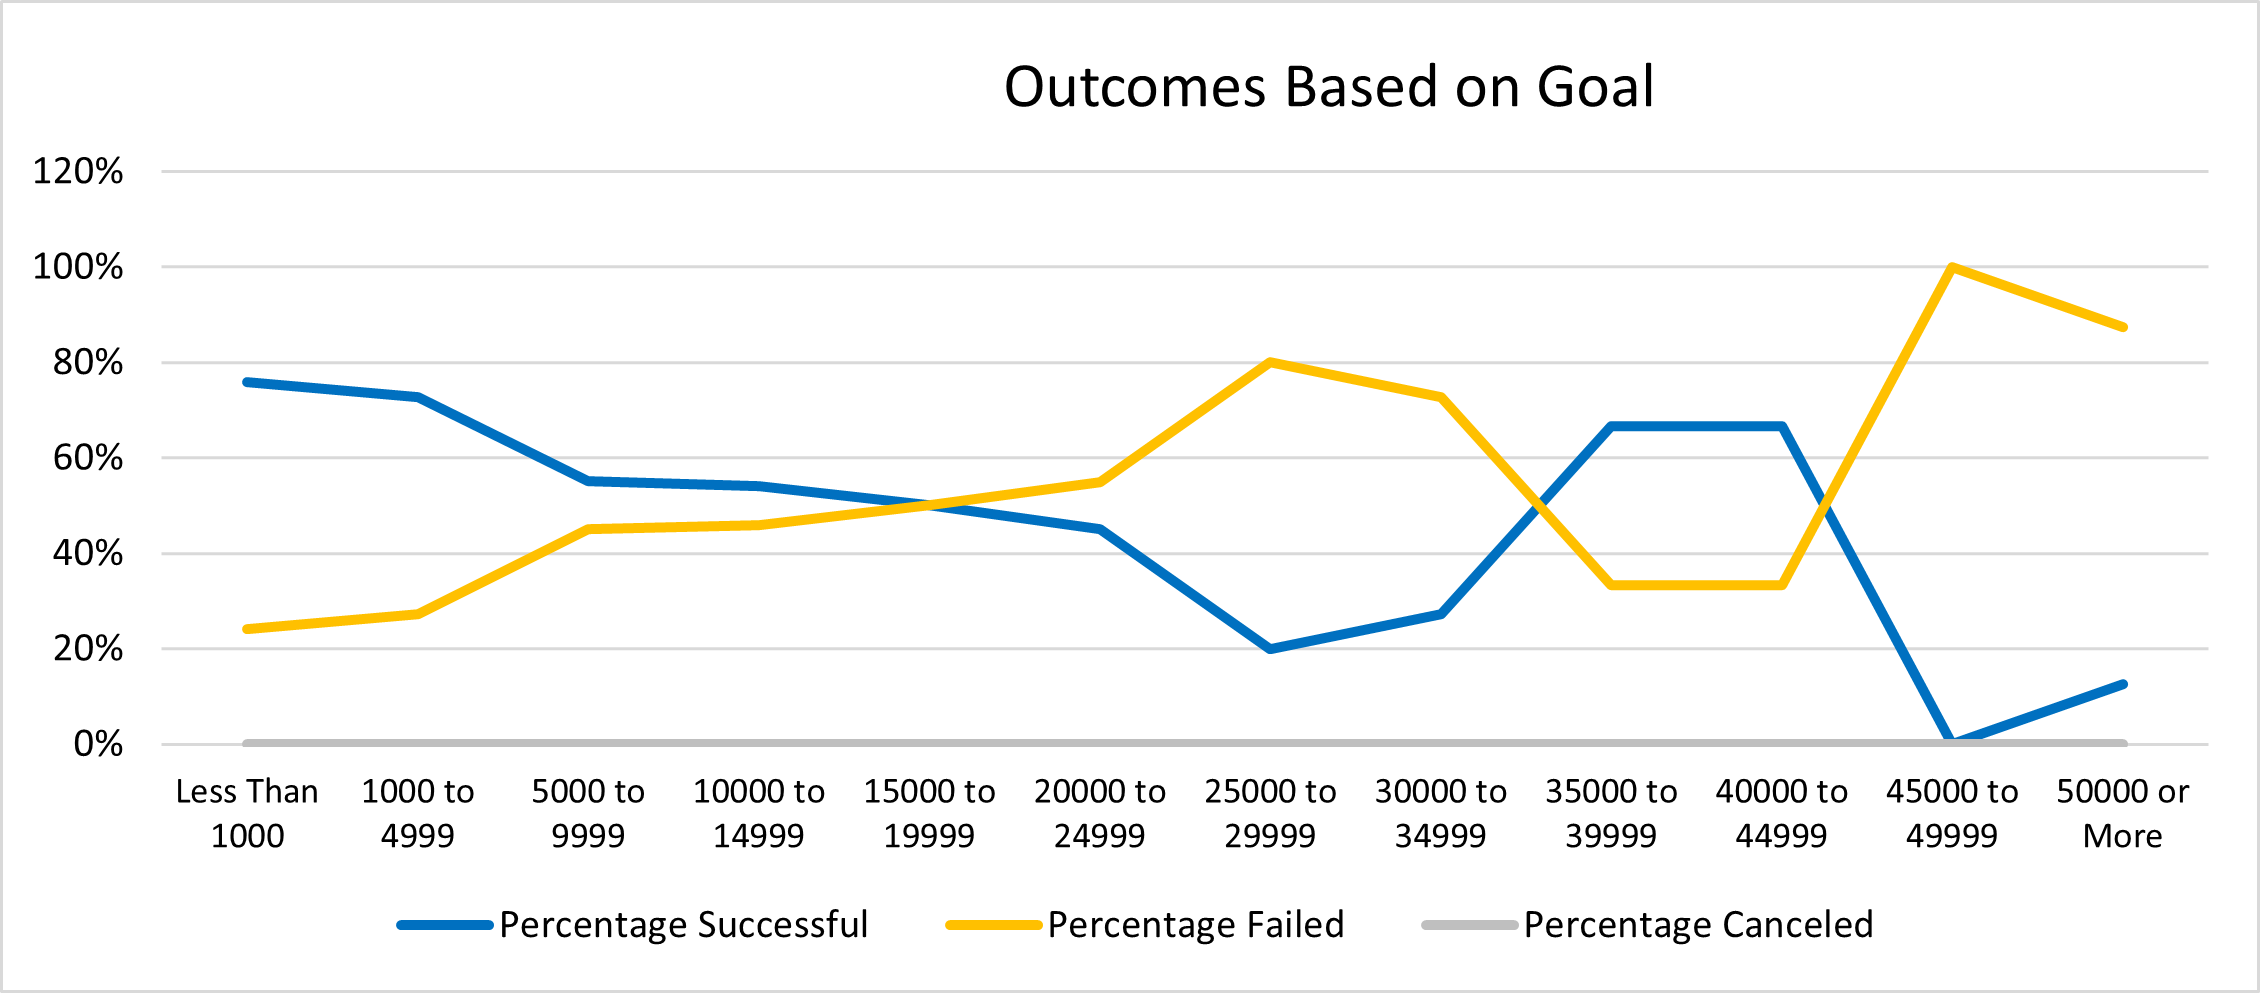 Outcomes Based on Goal
120%
100%
80%
60%
40%
20%
0%
Less Than 1000
1000 to 4999
5000 to 9999
10000 to 14999
15000 to 19999
20000 to 24999
25000 to 29999
30000 to 34999
35000 to 39999
40000 to 44999
45000 to 49999
50000 or More
Percentage Successful
Percentage Failed
Percentage Canceled